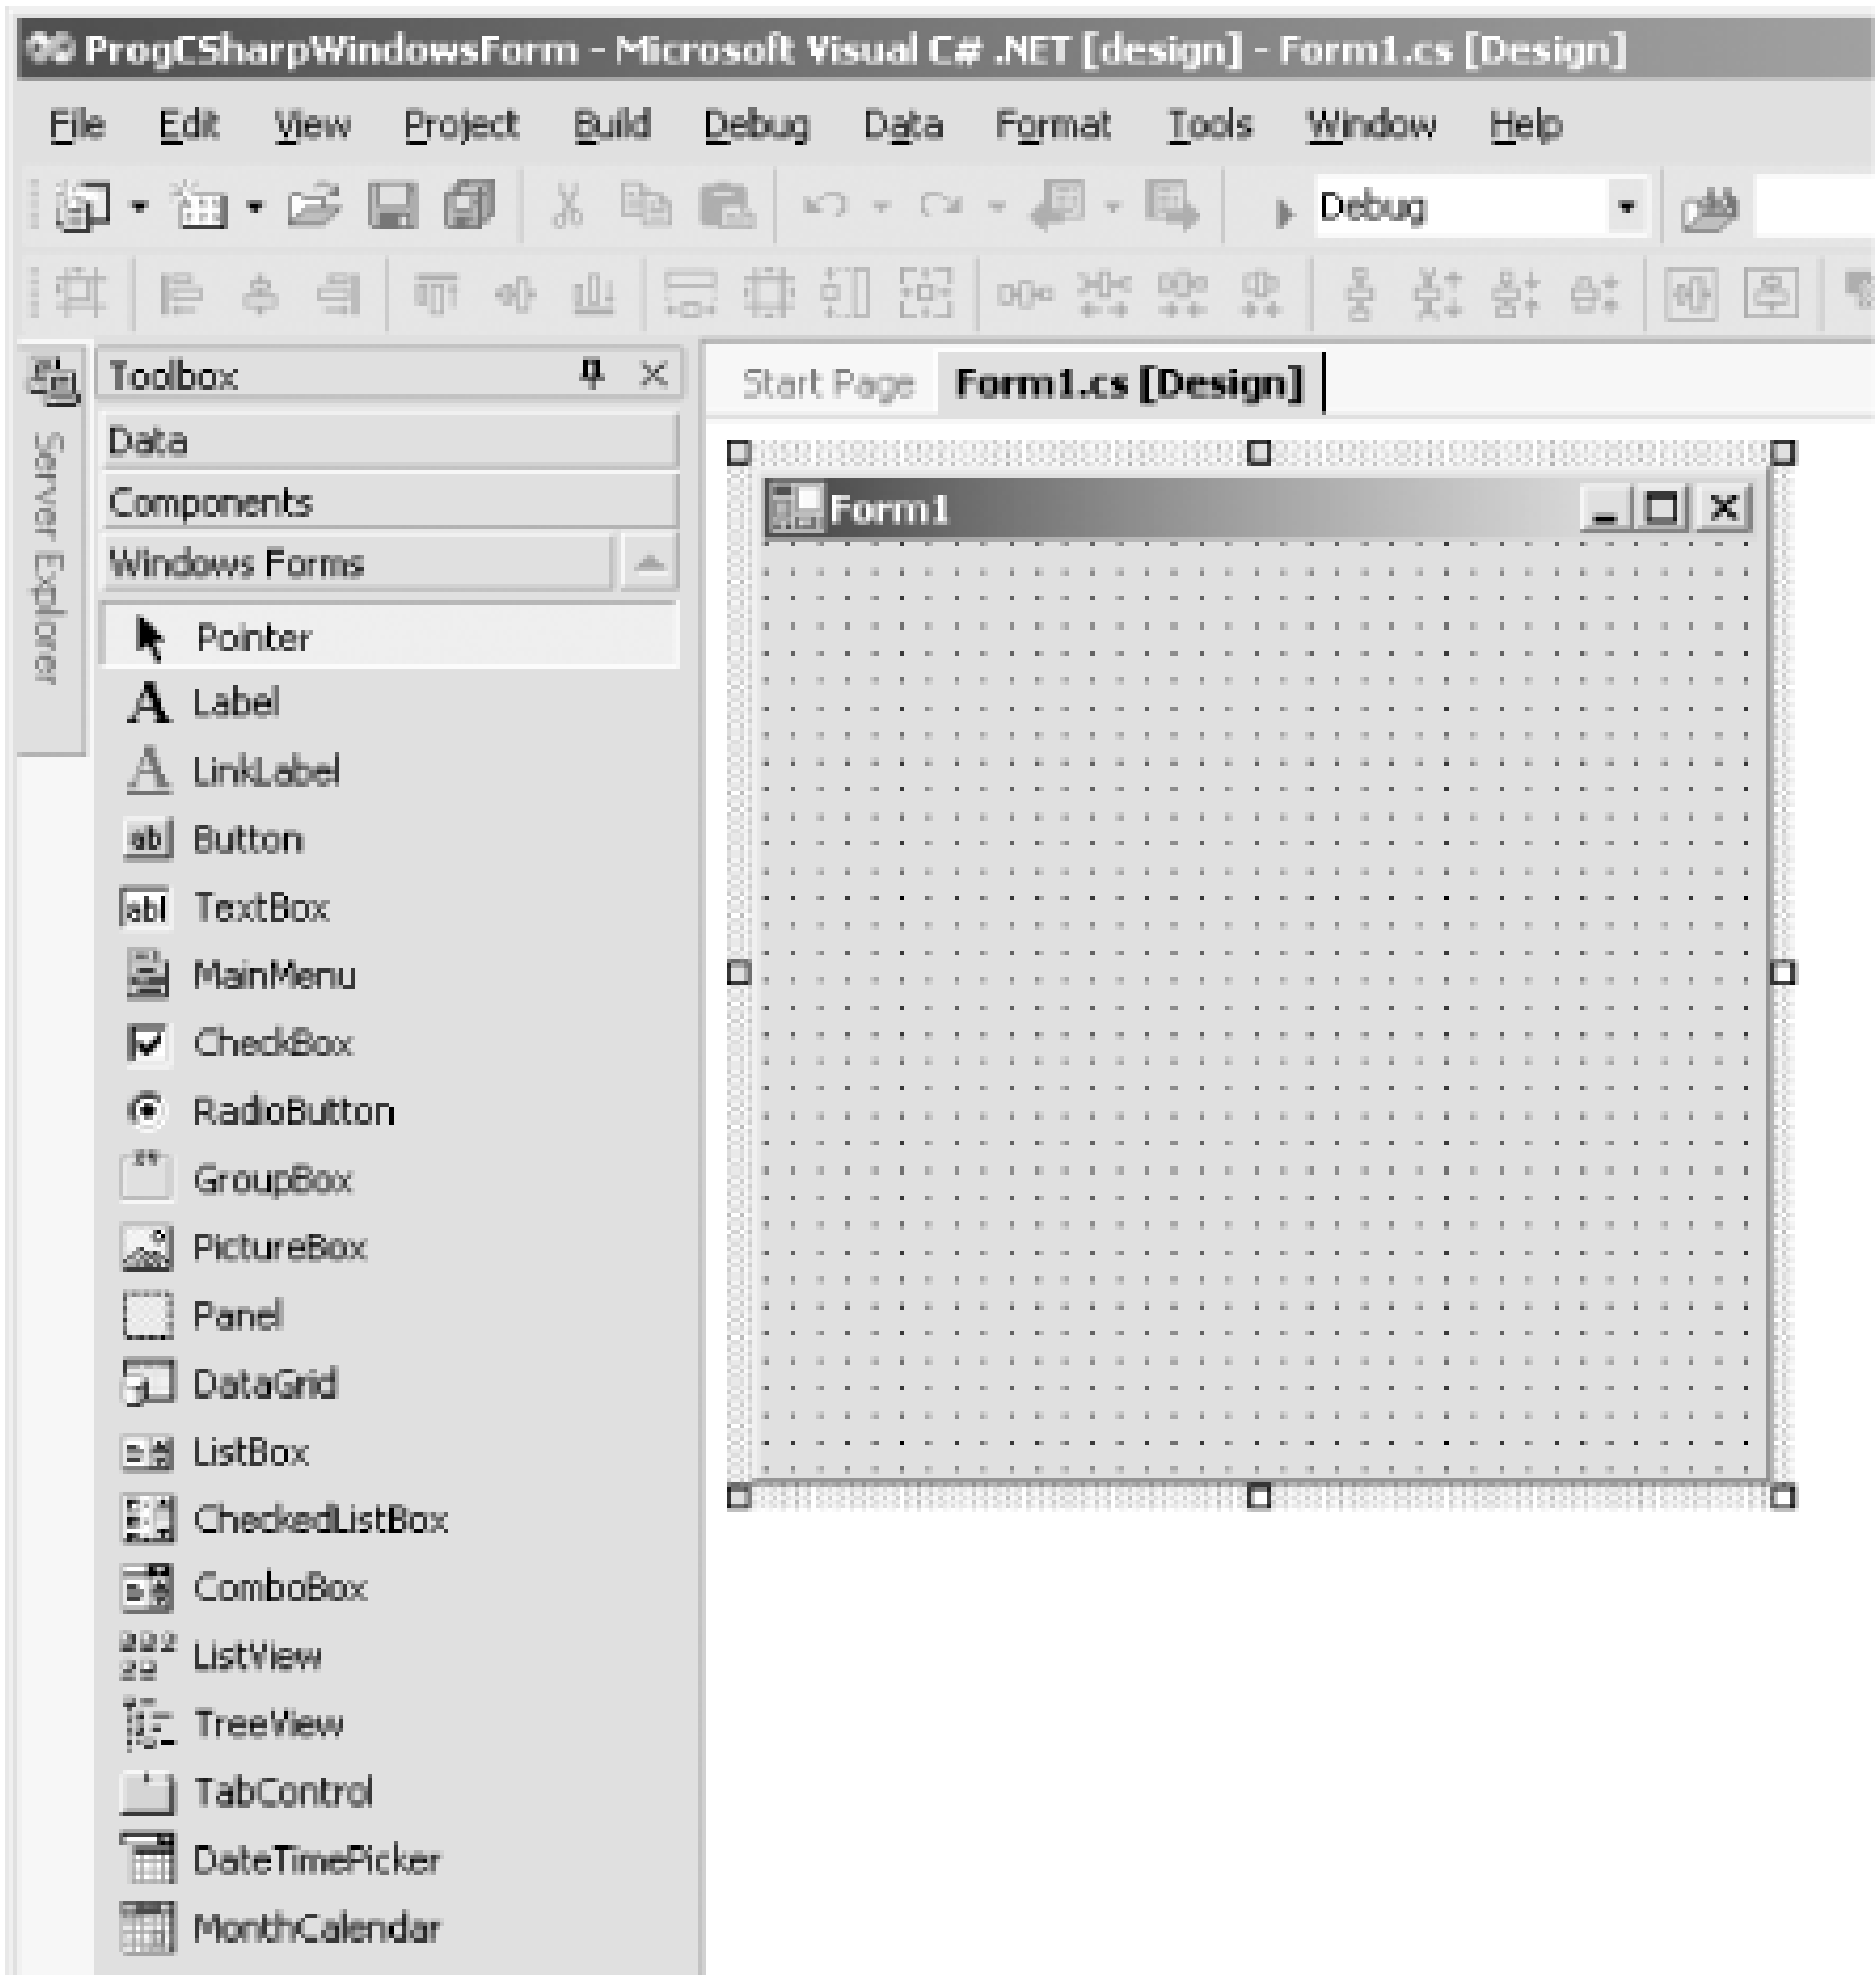 ProgCSharpWindowsForm - Microsoft Visual C# .NET [design] - Form1.cs [Design]
File Edit View Project Build Debug Data Format Tools Window Help
Debug
Server Explorer
Toolbox
Data
Components
Windows Forms
Pointer
Label
LinkLabel
Button
TextBox
MainMenu
CheckBox
RadioButton
GroupBox
PictureBox
Panel
DataGrid
ListBox
CheckedListBox
ComboBox
ListView
TreeView
TabControl
DateTimePicker
MonthCalendar
Start Page Form1.cs [Design]
Form1